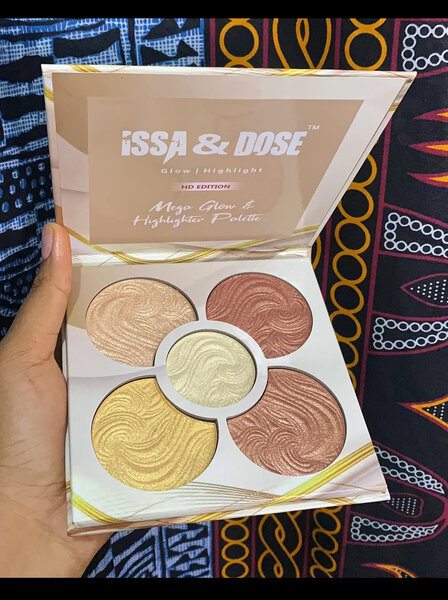 iSSA & DOSE™
Glow | Highlight
HD EDITION
Mega Glow &
Highlighter Palette